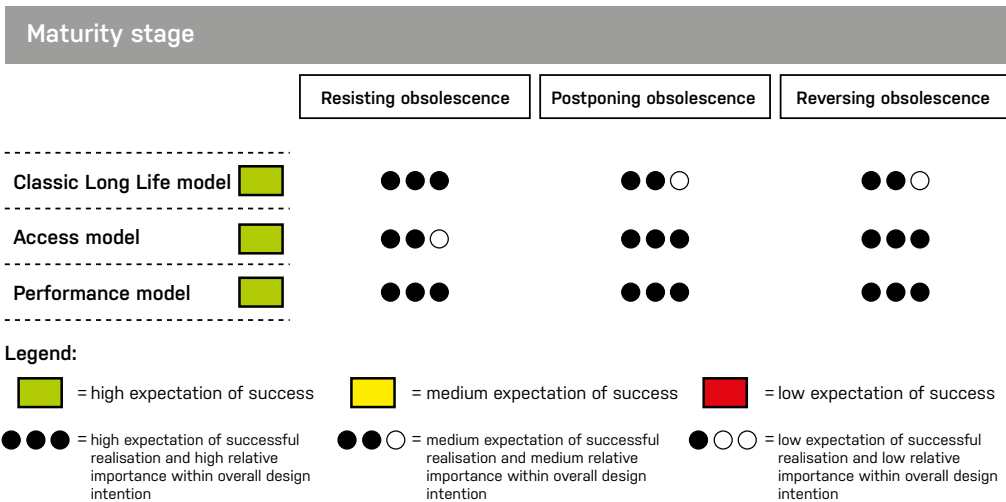 Maturity stage
Resisting obsolescence
Postponing obsolescence
Reversing obsolescence
Classic Long Life model
Access model
Performance model
Legend:
= high expectation of success
= medium expectation of success
= low expectation of success
= high expectation of successful
realisation and high relative
importance within overall design
intention
= medium expectation of successful
realisation and medium relative
importance within overall design
intention
= low expectation of successful
realisation and low relative
importance within overall design
intention